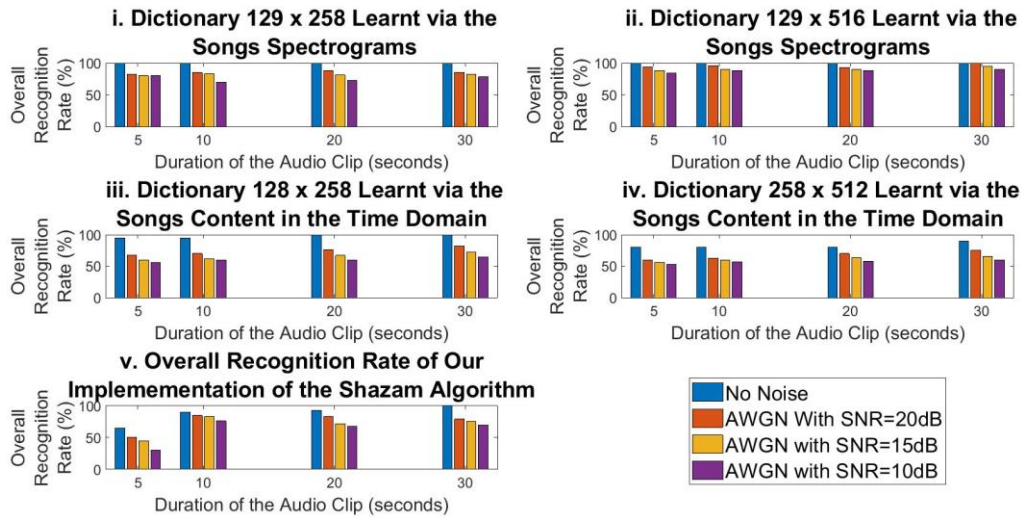 i. Dictionary 129 x 258 Learnt via the
Songs Spectrograms
100
50
0
Overall
Recognition
Rate (%)
5 10 20 30
Duration of the Audio Clip (seconds)
ii. Dictionary 129 x 516 Learnt via the
Songs Spectrograms
100
50
0
Overall
Recognition
Rate (%)
5 10 20 30
Duration of the Audio Clip (seconds)
iii. Dictionary 128 x 258 Learnt via the
Songs Content in the Time Domain
100
50
0
Overall
Recognition
Rate (%)
5 10 20 30
Duration of the Audio Clip (seconds)
iv. Dictionary 258 x 512 Learnt via the
Songs Content in the Time Domain
100
50
0
Overall
Recognition
Rate (%)
5 10 20 30
Duration of the Audio Clip (seconds)
v. Overall Recognition Rate of Our
Implemementation of the Shazam Algorithm
100
50
0
Overall
Recognition
Rate (%)
5 10 20 30
Duration of the Audio Clip (seconds)
No Noise
AWGN With SNR=20dB
AWGN with SNR=15dB
AWGN with SNR=10dB